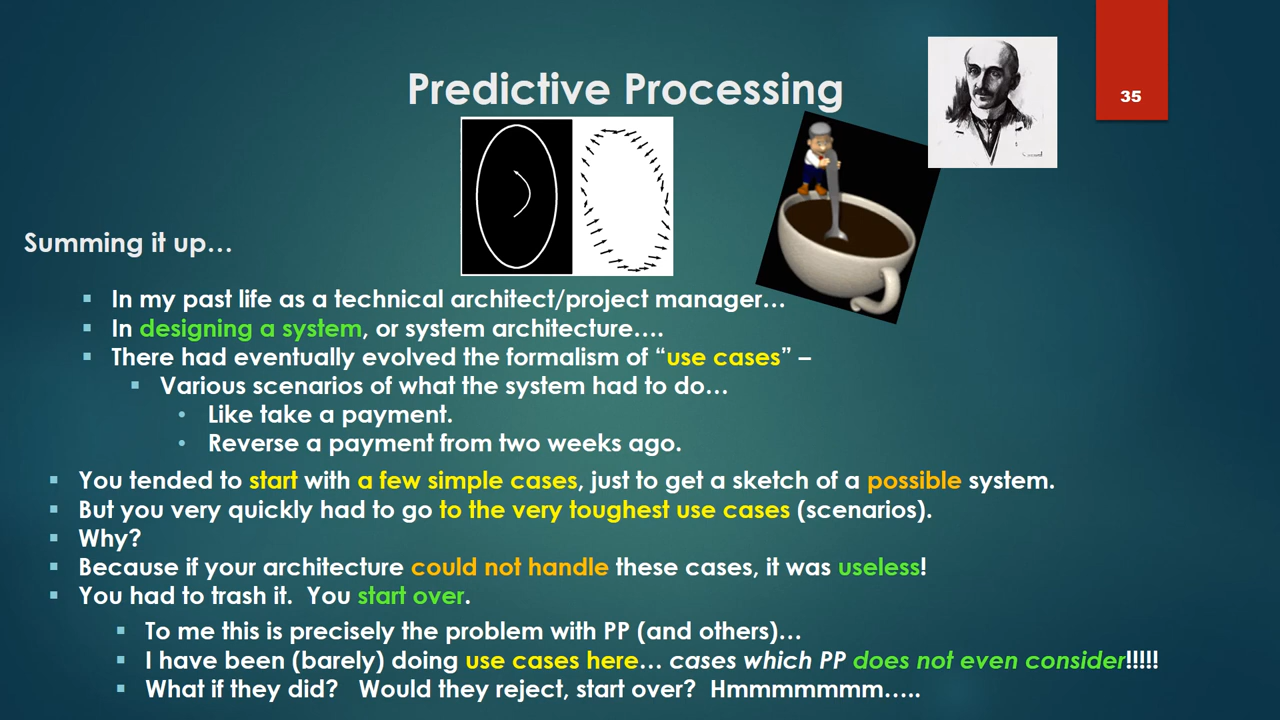 Predictive Processing
35
Summing it up…
In my past life as a technical architect/project manager…
In designing a system, or system architecture….
There had eventually evolved the formalism of “use cases” –
Various scenarios of what the system had to do…
Like take a payment.
Reverse a payment from two weeks ago.
You tended to start with a few simple cases, just to get a sketch of a possible system.
But you very quickly had to go to the very toughest use cases (scenarios).
Why?
Because if your architecture could not handle these cases, it was useless!
You had to trash it.  You start over.
To me this is precisely the problem with PP (and others)…
I have been (barely) doing use cases here… cases which PP does not even consider!!!!!
What if they did?   Would they reject, start over?  Hmmmmmmm…..